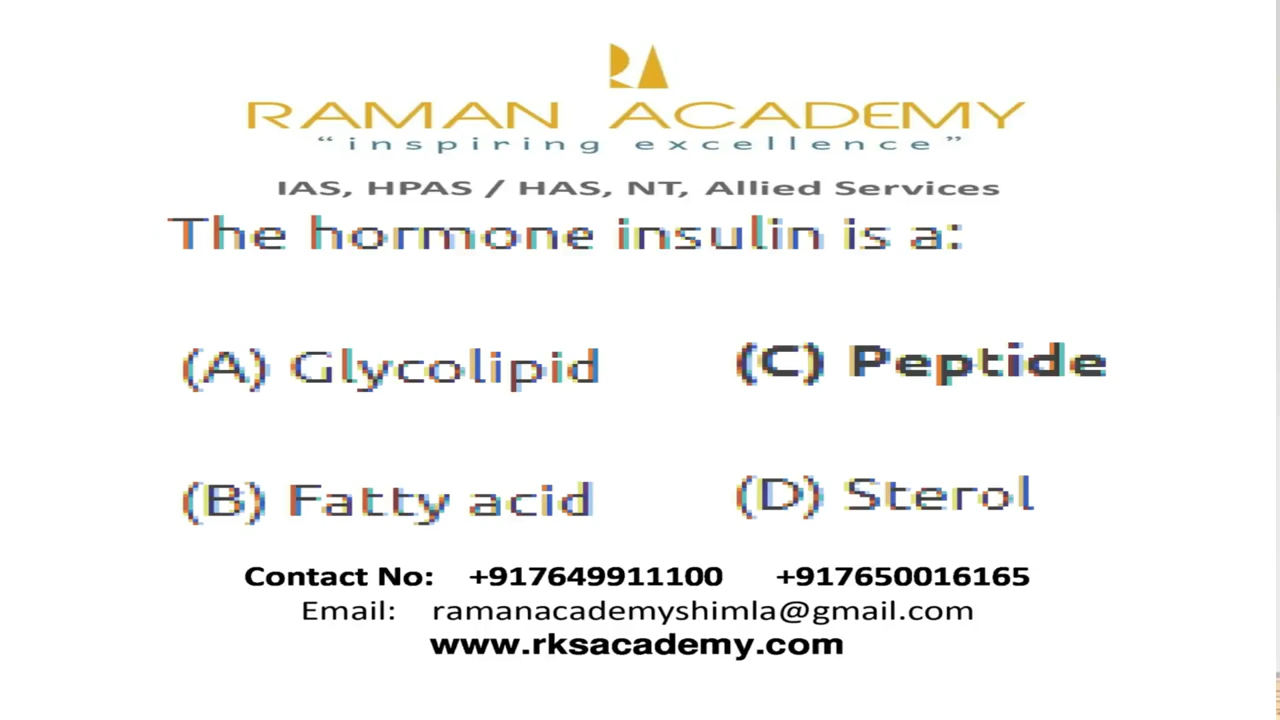 RA
RAMAN ACADEMY
“inspiring excellence”
IAS, HPAS / HAS, NT, Allied Services
The hormone insulin is a:
(A) Glycolipid
(B) Fatty acid
(C) Peptide
(D) Sterol
Contact No: +917649911100 +917650016165
Email: ramanacademyshimla@gmail.com
www.rksacademy.com